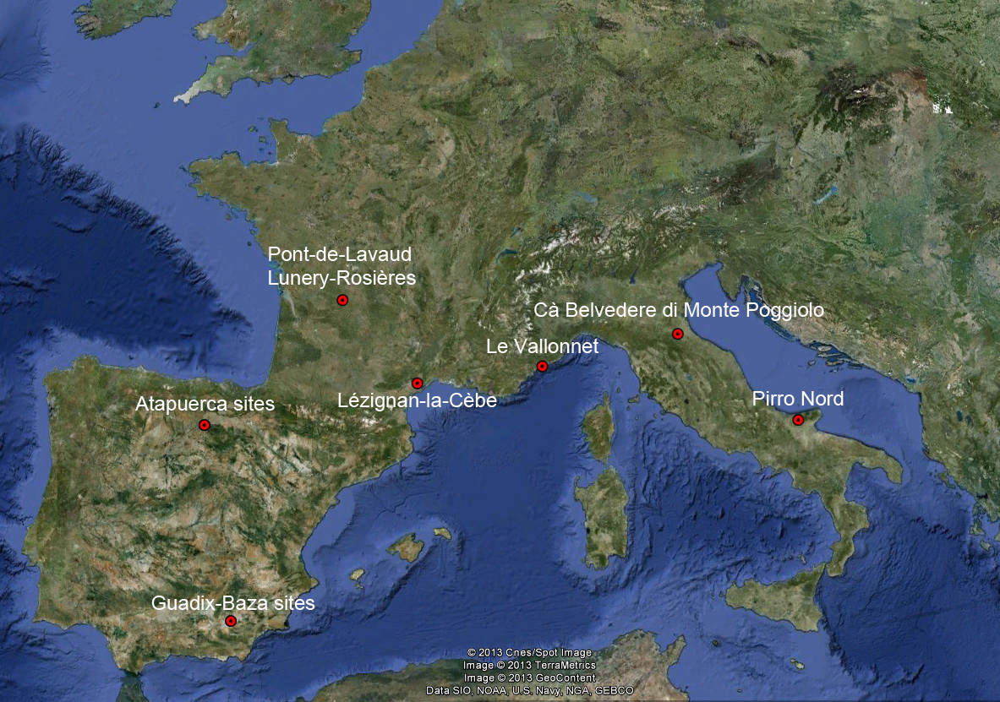 Pont-de-Lavaud
Lunery-Rosières
Cà Belvedere di Monte Poggiolo
Le Vallonnet
Lézignan-la-Cèbe
Atapuerca sites
Pirro Nord
Guadix-Baza sites
© 2013 Cnes/Spot Image
Image © 2013 TerraMetrics
Image © 2013 GeoContent
Data SIO, NOAA, U.S. Navy, NGA, GEBCO